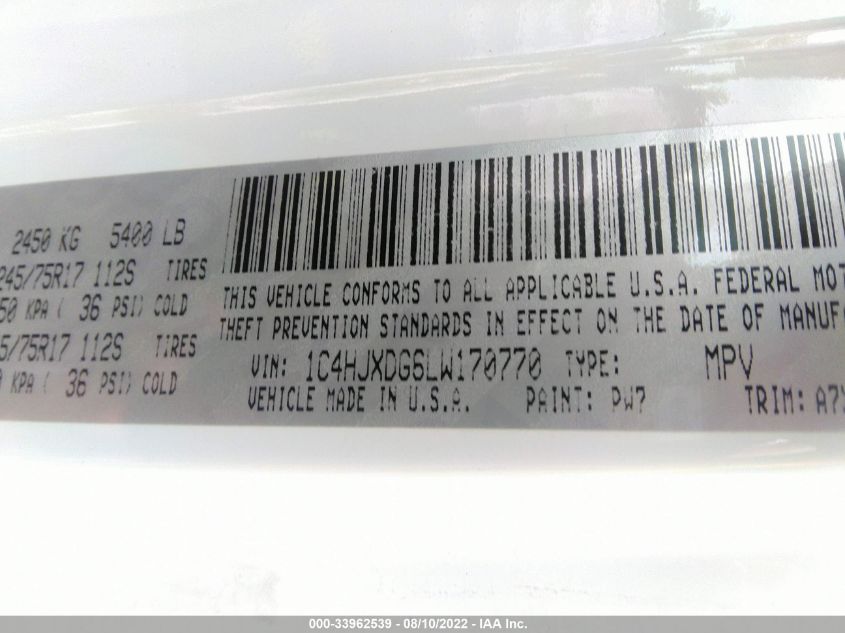 2450 KG 5400 LB
245/75R17 112S TIRES
50 KPA ( 36 PSI) COLD
5/75R17 112S TIRES
0 KPA ( 36 PSI) COLD
THIS VEHICLE CONFORMS TO ALL APPLICABLE U.S.A. FEDERAL MOT
THEFT PREVENTION STANDARDS IN EFFECT ON THE DATE OF MANUF
VIN: 1C4HJXDG6LW170770 TYPE: MPV
VEHICLE MADE IN U.S.A. PAINT: PW7 TRIM: A7
000-33962539 - 08/10/2022 - IAA Inc.